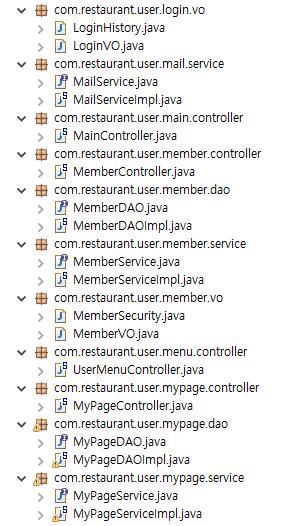 com.restaurant.user.login.vo
LoginHistory.java
LoginVO.java
com.restaurant.user.mail.service
MailService.java
MailServiceImpl.java
com.restaurant.user.main.controller
MainController.java
com.restaurant.user.member.controller
MemberController.java
com.restaurant.user.member.dao
MemberDAO.java
MemberDAOImpl.java
com.restaurant.user.member.service
MemberService.java
MemberServiceImpl.java
com.restaurant.user.member.vo
MemberSecurity.java
MemberVO.java
com.restaurant.user.menu.controller
UserMenuController.java
com.restaurant.user.mypage.controller
MyPageController.java
com.restaurant.user.mypage.dao
MyPageDAO.java
MyPageDAOImpl.java
com.restaurant.user.mypage.service
MyPageService.java
MyPageServiceImpl.java